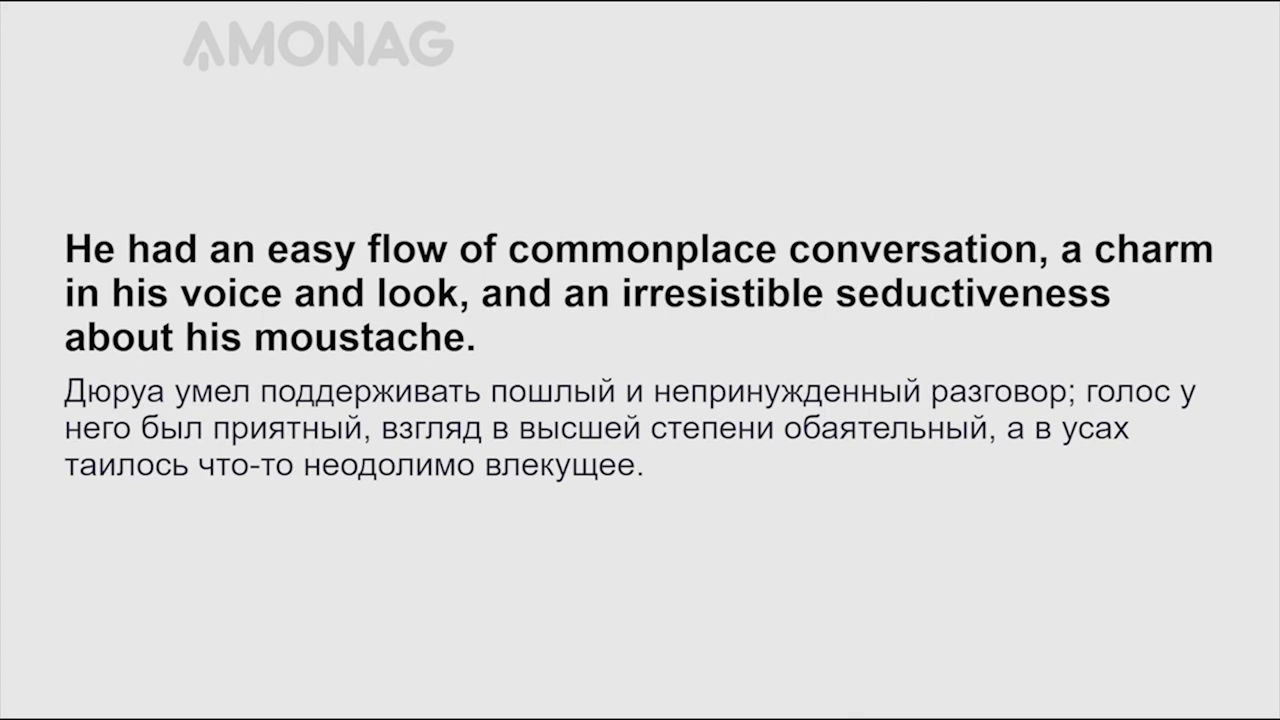 AMONAG
He had an easy flow of commonplace conversation, a charm
in his voice and look, and an irresistible seductiveness
about his moustache.
Дюруа умел поддерживать пошлый и непринужденный разговор; голос у
него был приятный, взгляд в высшей степени обаятельный, а в усах
таилось что-то неодолимо влекущее.